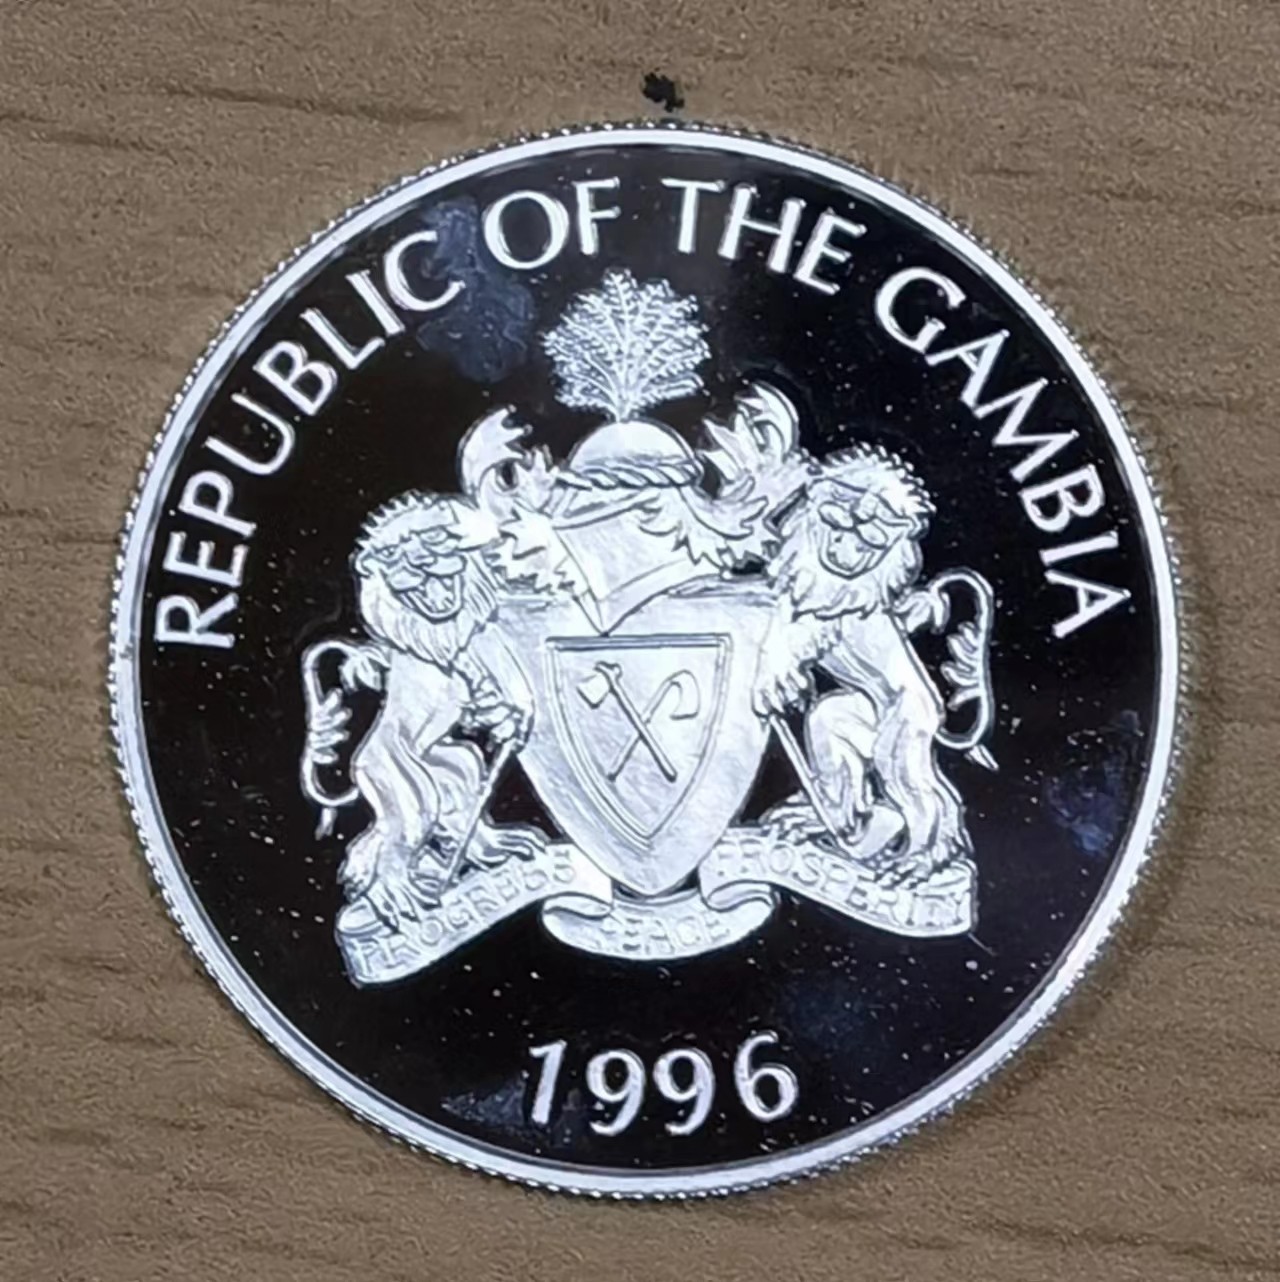 REPUBLIC OF THE GAMBIA
PROGRESS PEACE PROSPERITY
1996